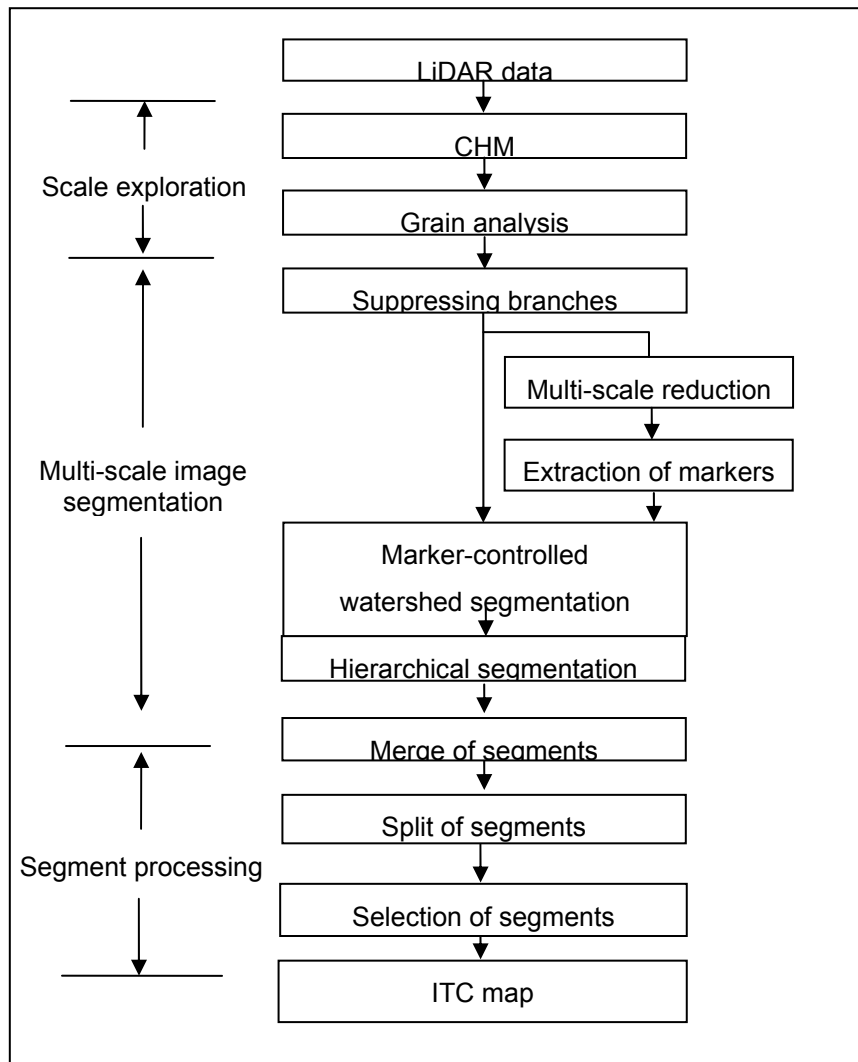 LiDAR data
CHM
Scale exploration
Grain analysis
Suppressing branches
Multi-scale reduction
Extraction of markers
Multi-scale image
segmentation
Marker-controlled
watershed segmentation
Hierarchical segmentation
Merge of segments
Split of segments
Segment processing
Selection of segments
ITC map